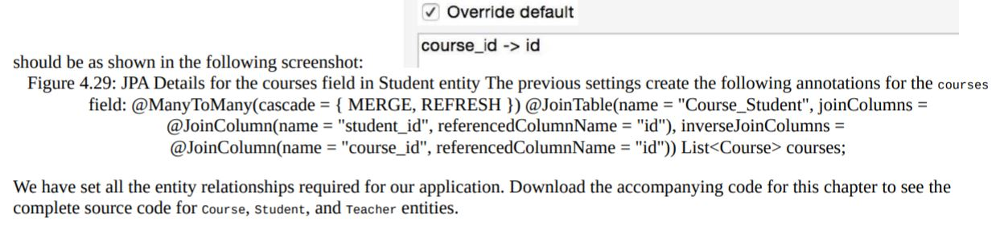 Override default
course_id -> id
should be as shown in the following screenshot:
Figure 4.29: JPA Details for the courses field in Student entity The previous settings create the following annotations for the courses
field: @ManyToMany(cascade = { MERGE, REFRESH }) @JoinTable(name = "Course_Student", joinColumns =
@JoinColumn(name = "student_id", referencedColumnName = "id"), inverseJoinColumns =
@JoinColumn(name = "course_id", referencedColumnName = "id")) List<Course> courses;
We have set all the entity relationships required for our application. Download the accompanying code for this chapter to see the
complete source code for Course, Student, and Teacher entities.